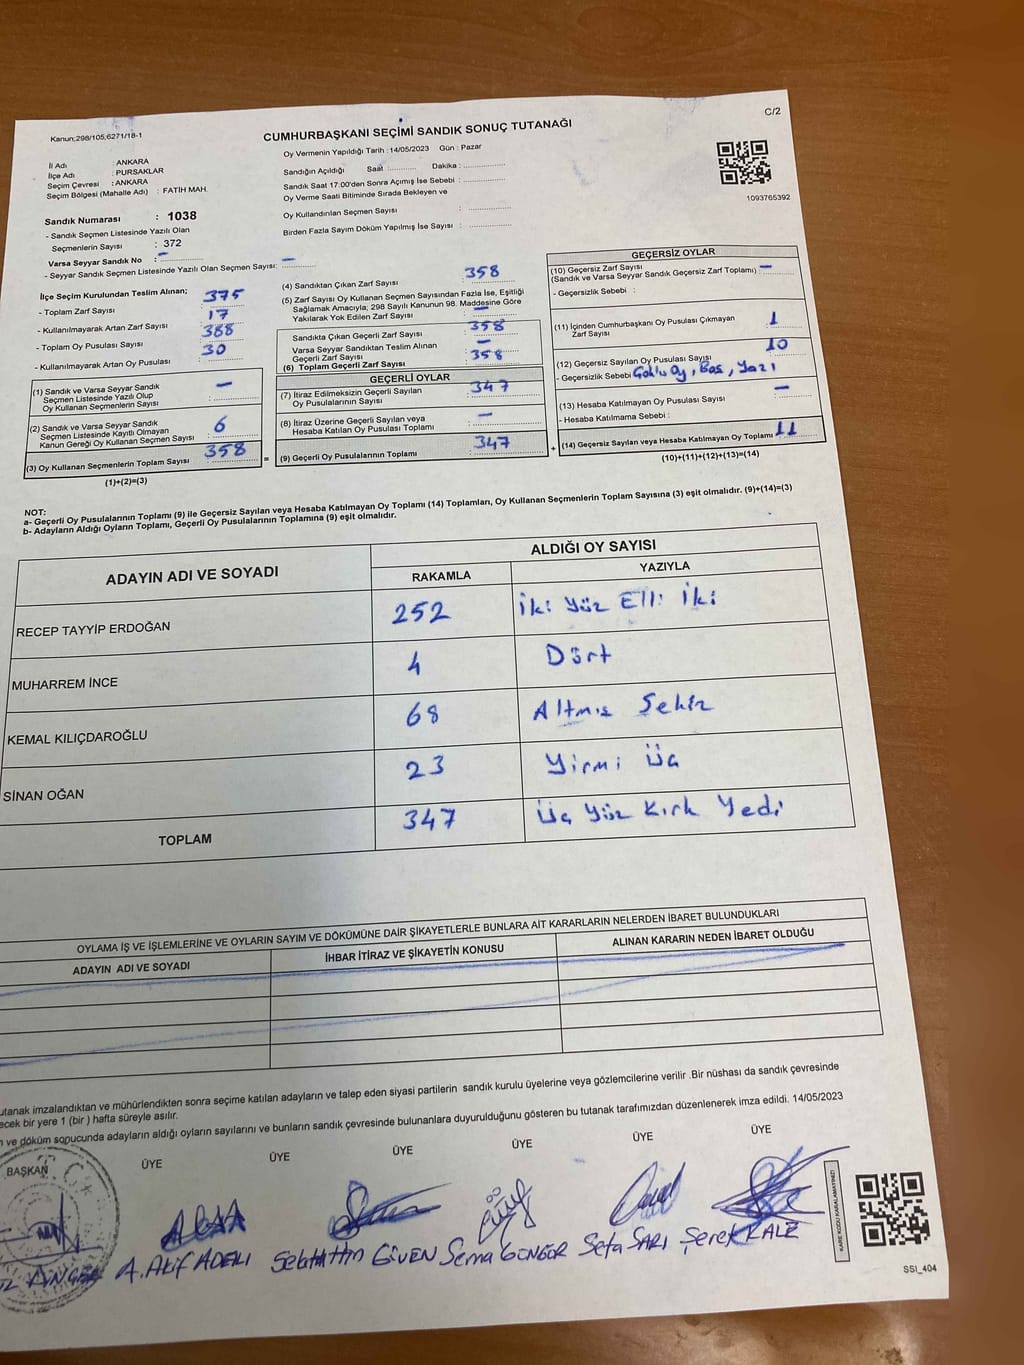 Kanun:298/105,6271/18-1
C/2
CUMHURBAŞKANI SEÇİMİ SANDIK SONUÇ TUTANAĞI
İl Adı : ANKARA
İlçe Adı : PURSAKLAR
Seçim Çevresi : ANKARA
Seçim Bölgesi (Mahalle Adı) : FATİH MAH.
Sandık Numarası : 1038
- Sandık Seçmen Listesinde Yazılı Olan
Seçmenlerin Sayısı : 372
Varsa Seyyar Sandık No : -
- Seyyar Sandık Seçmen Listesinde Yazılı Olan Seçmen Sayısı: -
Oy Vermenin Yapıldığı Tarih :14/05/2023 Gün : Pazar
Sandığın Açıldığı Saat :.......... Dakika :..............
Sandık Saat 17:00'den Sonra Açımış İse Sebebi :..............
Oy Verme Saati Bitiminde Sırada Bekleyen ve
Oy Kullandırılan Seçmen Sayısı :..............
Birden Fazla Sayım Döküm Yapılmış İse Sayısı :..............
1093765392
İlçe Seçim Kurulundan Teslim Alınan;
- Toplam Zarf Sayısı : 375
- Kullanılmayarak Artan Zarf Sayısı : 17
- Toplam Oy Pusulası Sayısı : 388
- Kullanılmayarak Artan Oy Pusulası : 30
(1) Sandık ve Varsa Seyyar Sandık
Seçmen Listesinde Yazılı Olup
Oy Kullanan Seçmenlerin Sayısı : -
(2) Sandık ve Varsa Seyyar Sandık
Seçmen Listesinde Kayıtlı Olmayan
Kanun Gereği Oy Kullanan Seçmen Sayısı : 6
(3) Oy Kullanan Seçmenlerin Toplam Sayısı : 358
(1)+(2)=(3)
=
(4) Sandıktan Çıkan Zarf Sayısı : 358
(5) Zarf Sayısı Oy Kullanan Seçmen Sayısından Fazla İse, Eşitliği
Sağlamak Amacıyla; 298 Sayılı Kanunun 98. Maddesine Göre
Yakılarak Yok Edilen Zarf Sayısı : -
Sandıkta Çıkan Geçerli Zarf Sayısı : 358
Varsa Seyyar Sandıktan Teslim Alınan
Geçerli Zarf Sayısı : -
(6) Toplam Geçerli Zarf Sayısı : 358
GEÇERLİ OYLAR
(7) İtiraz Edilmeksizin Geçerli Sayılan
Oy Pusulalarının Sayısı : 347
(8) İtiraz Üzerine Geçerli Sayılan veya
Hesaba Katılan Oy Pusulası Toplamı : -
(9) Geçerli Oy Pusulalarının Toplamı : 347
+
GEÇERSİZ OYLAR
(10) Geçersiz Zarf Sayısı
(Sandık ve Varsa Seyyar Sandık Geçersiz Zarf Toplamı) : -
- Geçersizlik Sebebi :
(11) İçinden Cumhurbaşkanı Oy Pusulası Çıkmayan
Zarf Sayısı : 1
(12) Geçersiz Sayılan Oy Pusulası Sayısı : 10
- Geçersizlik Sebebi Çoklu Oy, Boş, Yazı
(13) Hesaba Katılmayan Oy Pusulası Sayısı : -
- Hesaba Katılmama Sebebi :
(14) Geçersiz Sayılan veya Hesaba Katılmayan Oy Toplamı : 11
(10)+(11)+(12)+(13)=(14)
NOT:
a- Geçerli Oy Pusulalarının Toplamı (9) ile Geçersiz Sayılan veya Hesaba Katılmayan Oy Toplamı (14) Toplamları, Oy Kullanan Seçmenlerin Toplam Sayısına (3) eşit olmalıdır. (9)+(14)=(3)
b- Adayların Aldığı Oyların Toplamı, Geçerli Oy Pusulalarının Toplamına (9) eşit olmalıdır.
ADAYIN ADI VE SOYADI ALDIĞI OY SAYISI
RAKAMLA YAZIYLA
RECEP TAYYİP ERDOĞAN 252 İki Yüz Elli İki
MUHARREM İNCE 4 Dört
KEMAL KILIÇDAROĞLU 68 Altmış Sekiz
SİNAN OĞAN 23 Yirmi Üç
TOPLAM 347 Üç Yüz Kırk Yedi
OYLAMA İŞ VE İŞLEMLERİNE VE OYLARIN SAYIM VE DÖKÜMÜNE DAİR ŞİKAYETLERLE BUNLARA AİT KARARLARIN NELERDEN İBARET BULUNDUKLARI
ADAYIN ADI VE SOYADI İHBAR İTİRAZ VE ŞİKAYETİN KONUSU ALINAN KARARIN NEDEN İBARET OLDUĞU
utanak imzalandıktan ve mühürlendikten sonra seçime katılan adayların ve talep eden siyasi partilerin sandık kurulu üyelerine veya gözlemcilerine verilir .Bir nüshası da sandık çevresinde
ecek bir yere 1 (bir ) hafta süreyle asılır.
n ve döküm sonucunda adayların aldığı oyların sayılarını ve bunların sandık çevresinde bulunanlara duyurulduğunu gösteren bu tutanak tarafımızdan düzenlenerek imza edildi. 14/05/2023
BAŞKAN ÜYE ÜYE ÜYE ÜYE ÜYE ÜYE
A. Akif ADEALI Selahattin GÜVEN Sema GÜNGÖR Sefa SARI Şeref KALE
KARE KODU KARALAMAYINIZ!
SSI_404